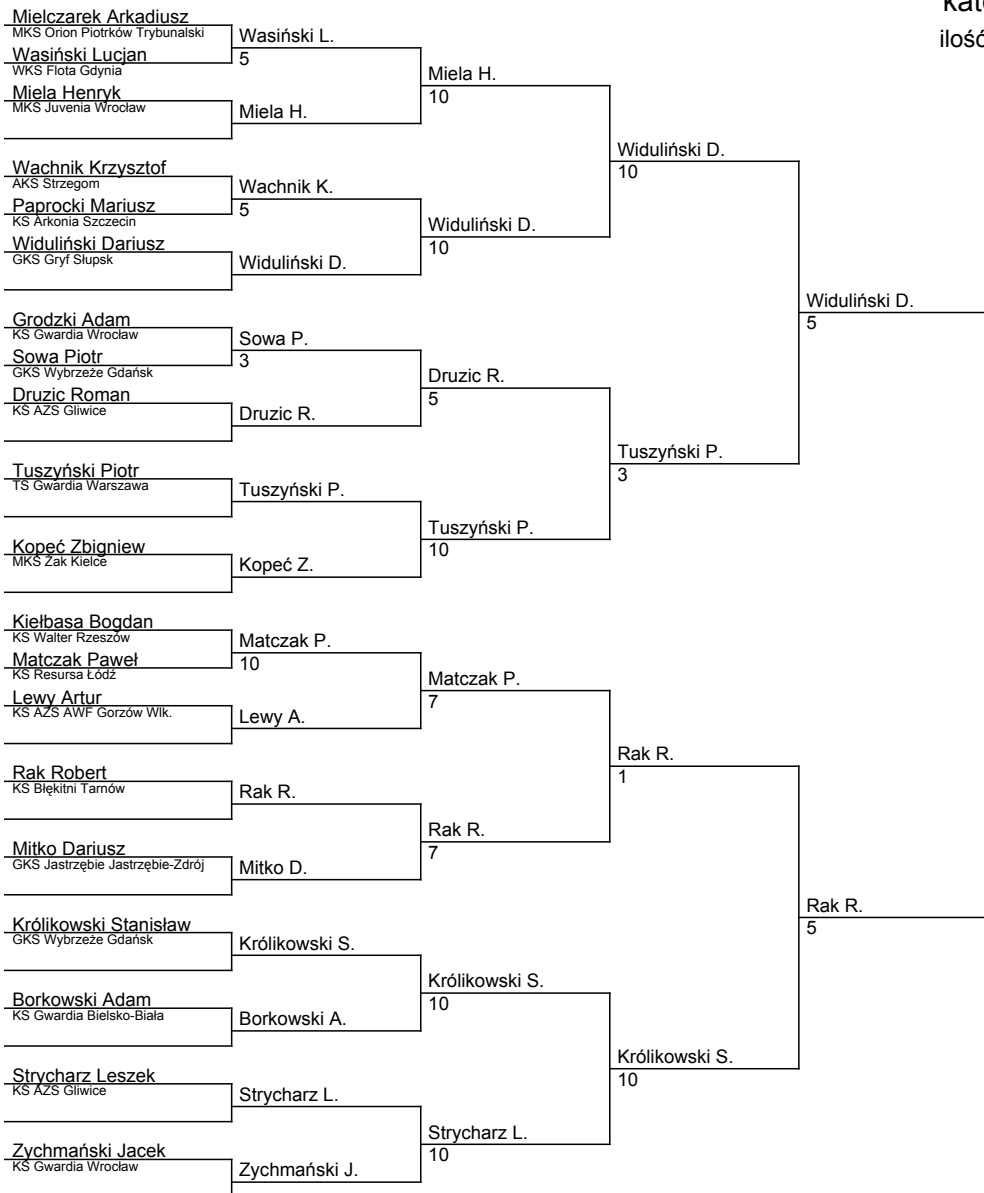 Mielczarek Arkadiusz
MKS Orion Piotrków Trybunalski
Wasiński Lucjan
WKS Flota Gdynia
Miela Henryk
MKS Juvenia Wrocław
Wachnik Krzysztof
AKS Strzegom
Paprocki Mariusz
KS Arkonia Szczecin
Widuliński Dariusz
GKS Gryf Słupsk
Grodzki Adam
KS Gwardia Wrocław
Sowa Piotr
GKS Wybrzeże Gdańsk
Druzic Roman
KS AZS Gliwice
Tuszyński Piotr
TS Gwardia Warszawa
Kopeć Zbigniew
MKS Żak Kielce
Kiełbasa Bogdan
KS Walter Rzeszów
Matczak Paweł
KS Resursa Łódź
Lewy Artur
KS AZS AWF Gorzów Wlk.
Rak Robert
KS Błękitni Tarnów
Mitko Dariusz
GKS Jastrzębie Jastrzębie-Zdrój
Królikowski Stanisław
GKS Wybrzeże Gdańsk
Borkowski Adam
KS Gwardia Bielsko-Biała
Strycharz Leszek
KS AZS Gliwice
Zychmański Jacek
KS Gwardia Wrocław
Wasiński L.
5
Miela H.
Wachnik K.
5
Widuliński D.
Sowa P.
3
Druzic R.
Tuszyński P.
Kopeć Z.
Matczak P.
10
Lewy A.
Rak R.
Mitko D.
Królikowski S.
Borkowski A.
Strycharz L.
Zychmański J.
Miela H.
10
Widuliński D.
10
Druzic R.
5
Tuszyński P.
10
Matczak P.
7
Rak R.
7
Królikowski S.
10
Strycharz L.
10
Widuliński D.
10
Tuszyński P.
3
Rak R.
1
Królikowski S.
10
Widuliński D.
5
Rak R.
5
ilość